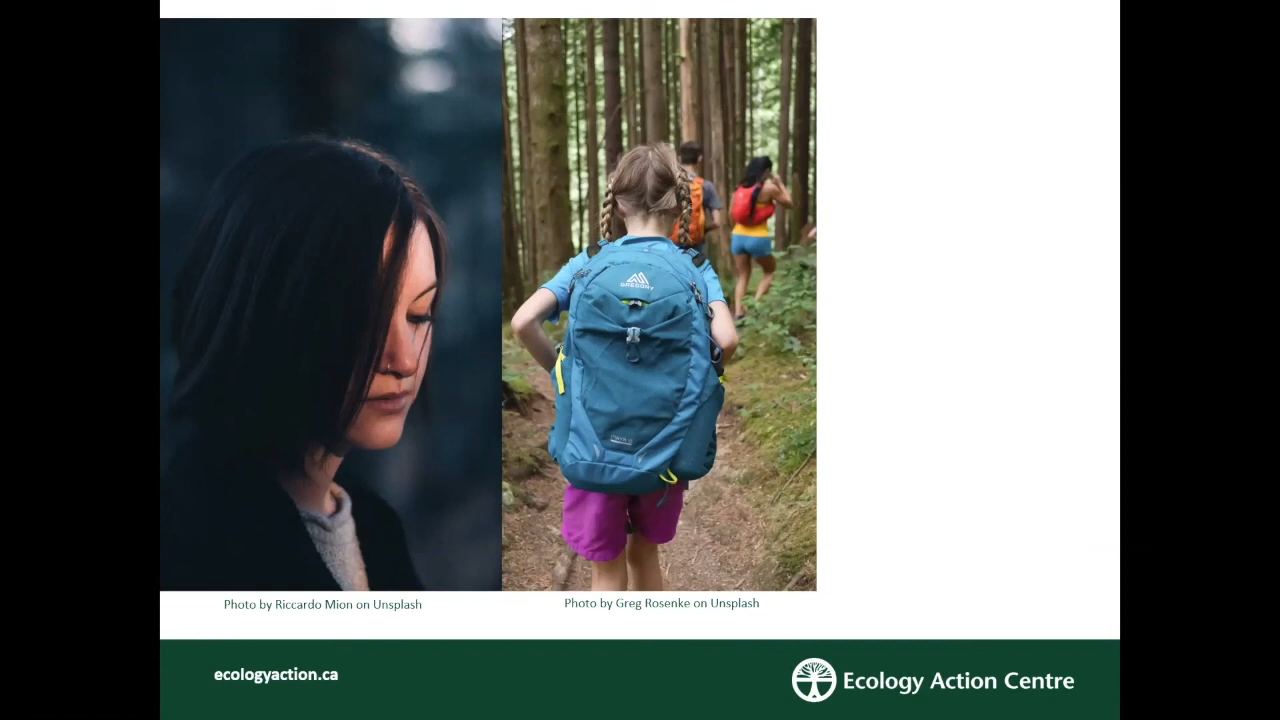 GREGORY
Photo by Riccardo Mion on Unsplash
Photo by Greg Rosenke on Unsplash
ecologyaction.ca
Ecology Action Centre